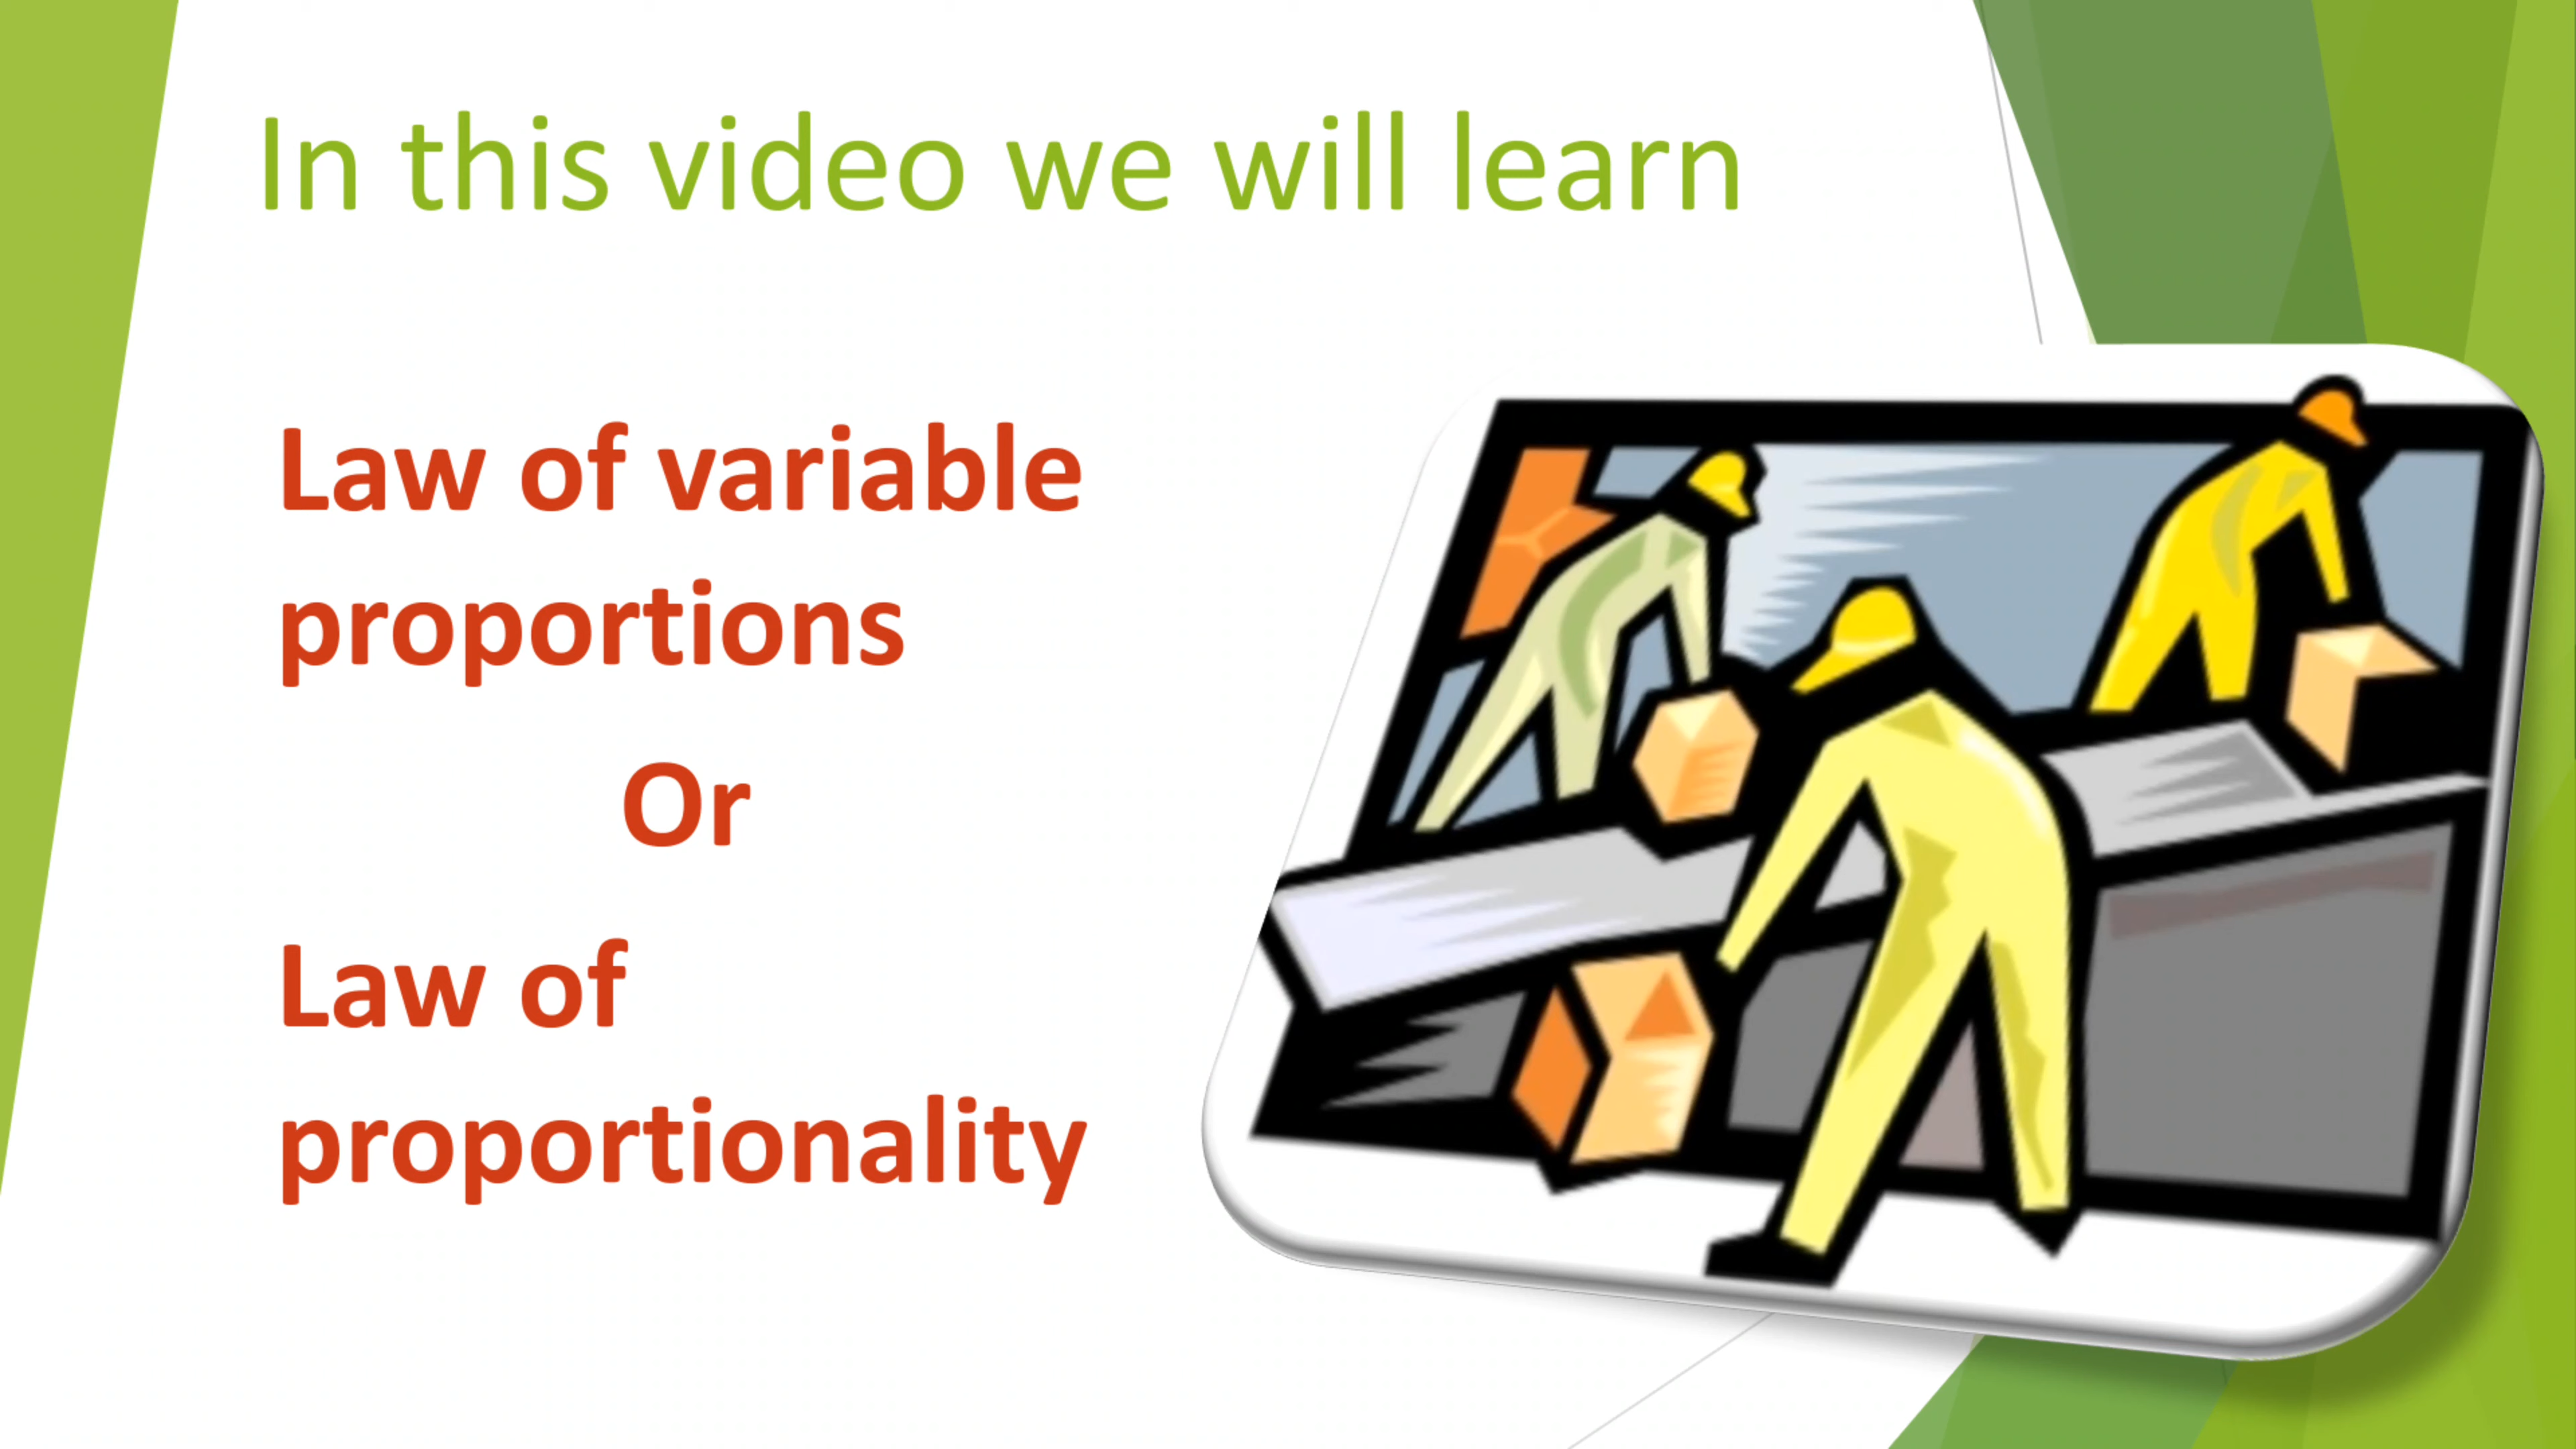 In this video we will learn
Law of variable
proportions
Or
Law of
proportionality